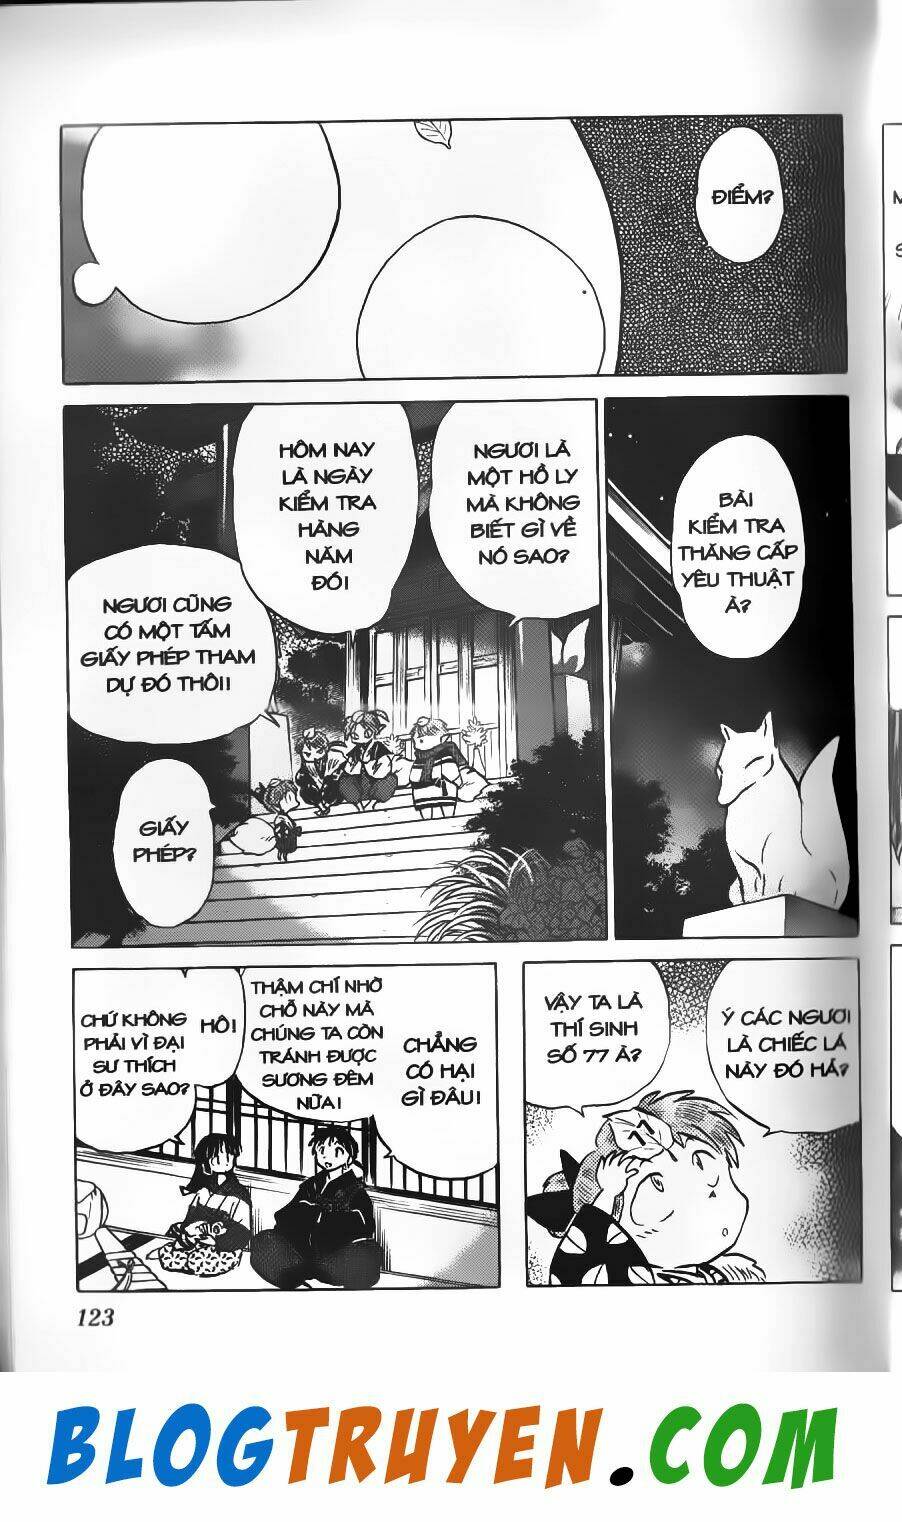 ĐIỂM?
BÀI
KIỂM TRA
THĂNG CẤP
YÊU THUẬT
À?
NGƯƠI LÀ
MỘT HỒ LY
MÀ KHÔNG
BIẾT GÌ VỀ
NÓ SAO?
HÔM NAY
LÀ NGÀY
KIỂM TRA
HÀNG
NĂM
ĐÓ!
NGƯƠI CŨNG
CÓ MỘT TẤM
GIẤY PHÉP THAM
DỰ ĐÓ THÔI!
GIẤY
PHÉP?
Ý CÁC NGƯƠI
LÀ CHIẾC LÁ
NÀY ĐÓ HẢ?
VẬY TA LÀ
THÍ SINH
SỐ 77 À?
77
CHẲNG
CÓ HẠI
GÌ ĐÂU!
THẬM CHÍ NHỜ
CHỖ NÀY MÀ
CHÚNG TA CÒN
TRÁNH ĐƯỢC
SƯƠNG ĐÊM
NỮA!
HÔ!
CHỨ KHÔNG
PHẢI VÌ ĐẠI
SƯ THÍCH
Ở ĐÂY SAO?
123
M
S
BLOGTRUYEN.COM